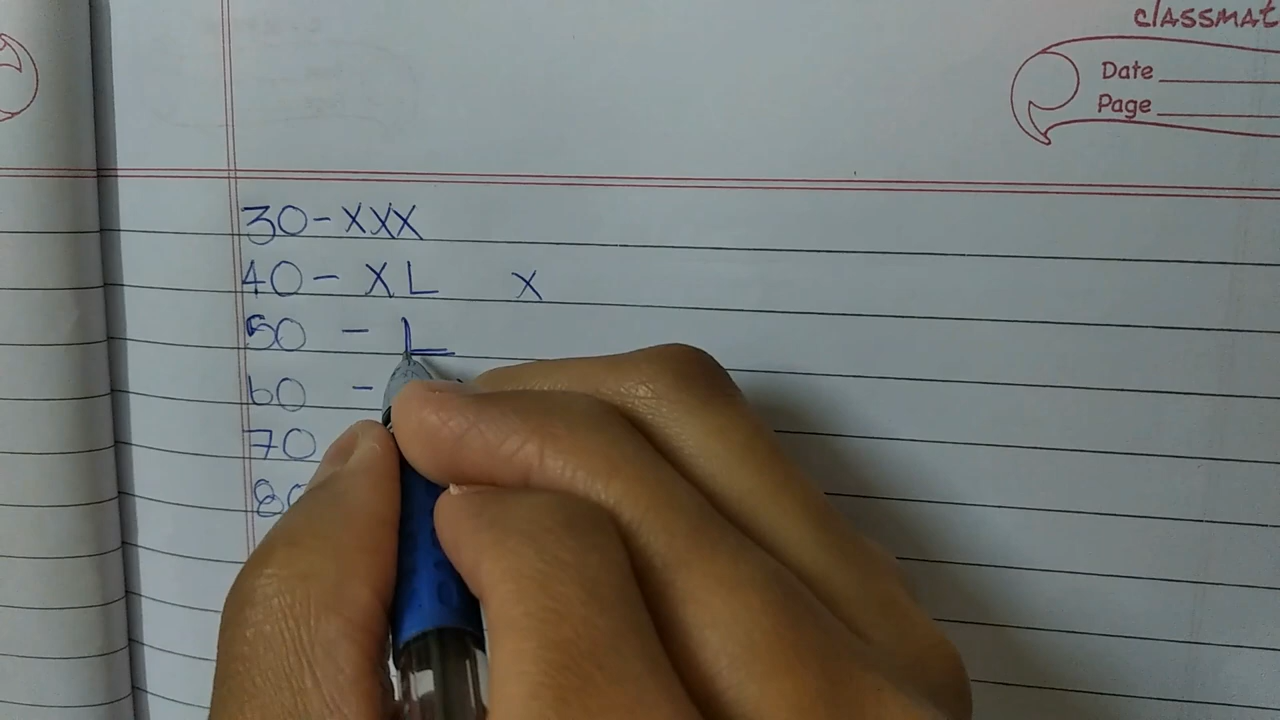 classmat
Date
Page
30 - XXX
40 - XL X
50 - L
60 -
70
80